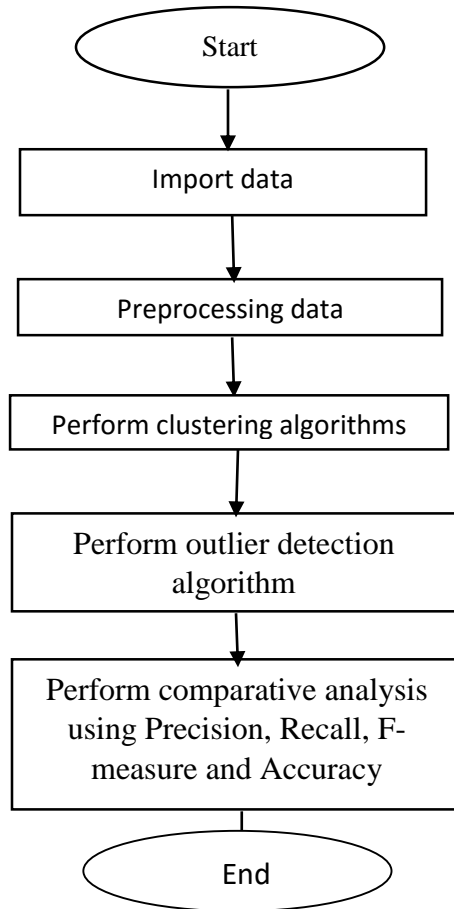 Start
Import data
Preprocessing data
Perform clustering algorithms
Perform outlier detection
algorithm
Perform comparative analysis
using Precision, Recall, F-
measure and Accuracy
End